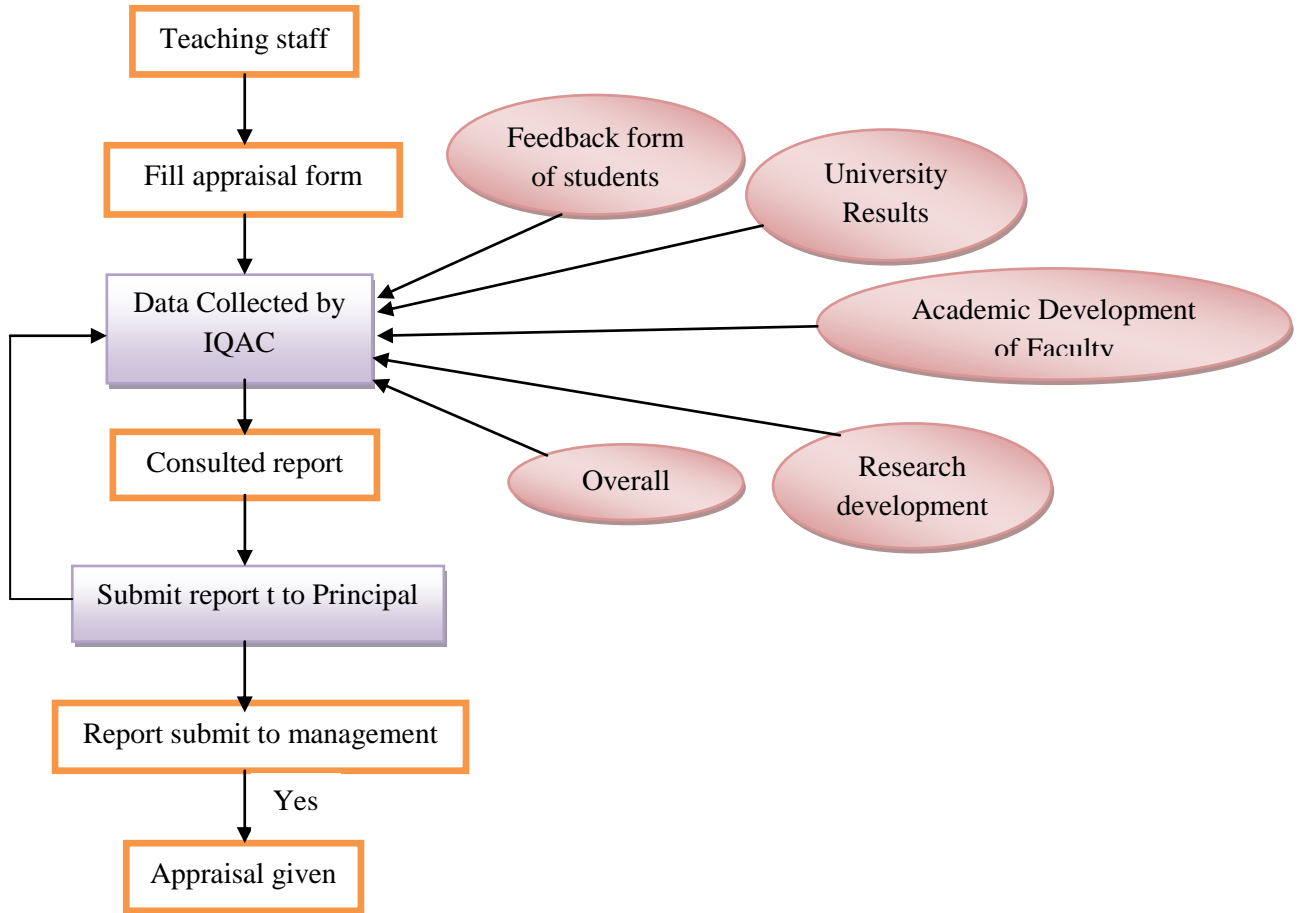 Teaching staff
Fill appraisal form
Feedback form
of students
University
Results
Data Collected by
IQAC
Academic Development
of Faculty
Consulted report
Overall
Research
development
Submit report t to Principal
Report submit to management
Yes
Appraisal given